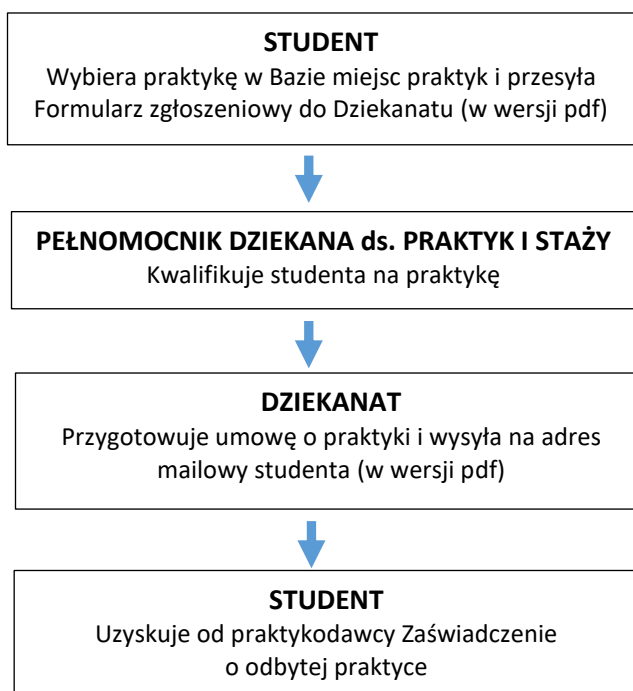 STUDENT
Wybiera praktykę w Bazie miejsc praktyk i przesyła
Formularz zgłoszeniowy do Dziekanatu (w wersji pdf)
PEŁNOMOCNIK DZIEKANA ds. PRAKTYK I STAŻY
Kwalifikuje studenta na praktykę
DZIEKANAT
Przygotowuje umowę o praktyki i wysyła na adres
mailowy studenta (w wersji pdf)
STUDENT
Uzyskuje od praktykodawcy Zaświadczenie
o odbytej praktyce